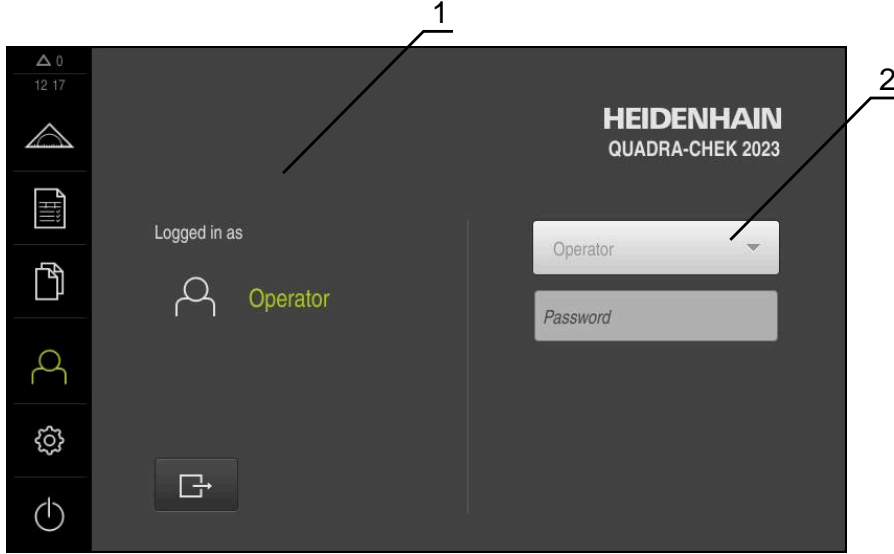 1
2
0
12 17
HEIDENHAIN
QUADRA-CHEK 2023
Logged in as
Operator
Operator
Password